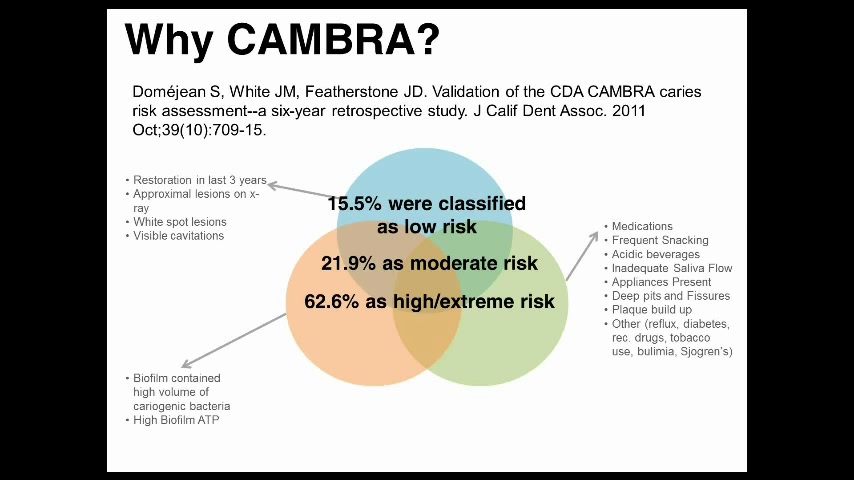 Why CAMBRA?
Doméjean S, White JM, Featherstone JD. Validation of the CDA CAMBRA caries
risk assessment--a six-year retrospective study. J Calif Dent Assoc. 2011
Oct;39(10):709-15.
• Restoration in last 3 years
• Approximal lesions on x-
ray
• White spot lesions
• Visible cavitations
15.5% were classified
as low risk
21.9% as moderate risk
62.6% as high/extreme risk
• Medications
• Frequent Snacking
• Acidic beverages
• Inadequate Saliva Flow
• Appliances Present
• Deep pits and Fissures
• Plaque build up
• Other (reflux, diabetes,
rec. drugs, tobacco
use, bulimia, Sjogren's)
• Biofilm contained
high volume of
cariogenic bacteria
• High Biofilm ATP